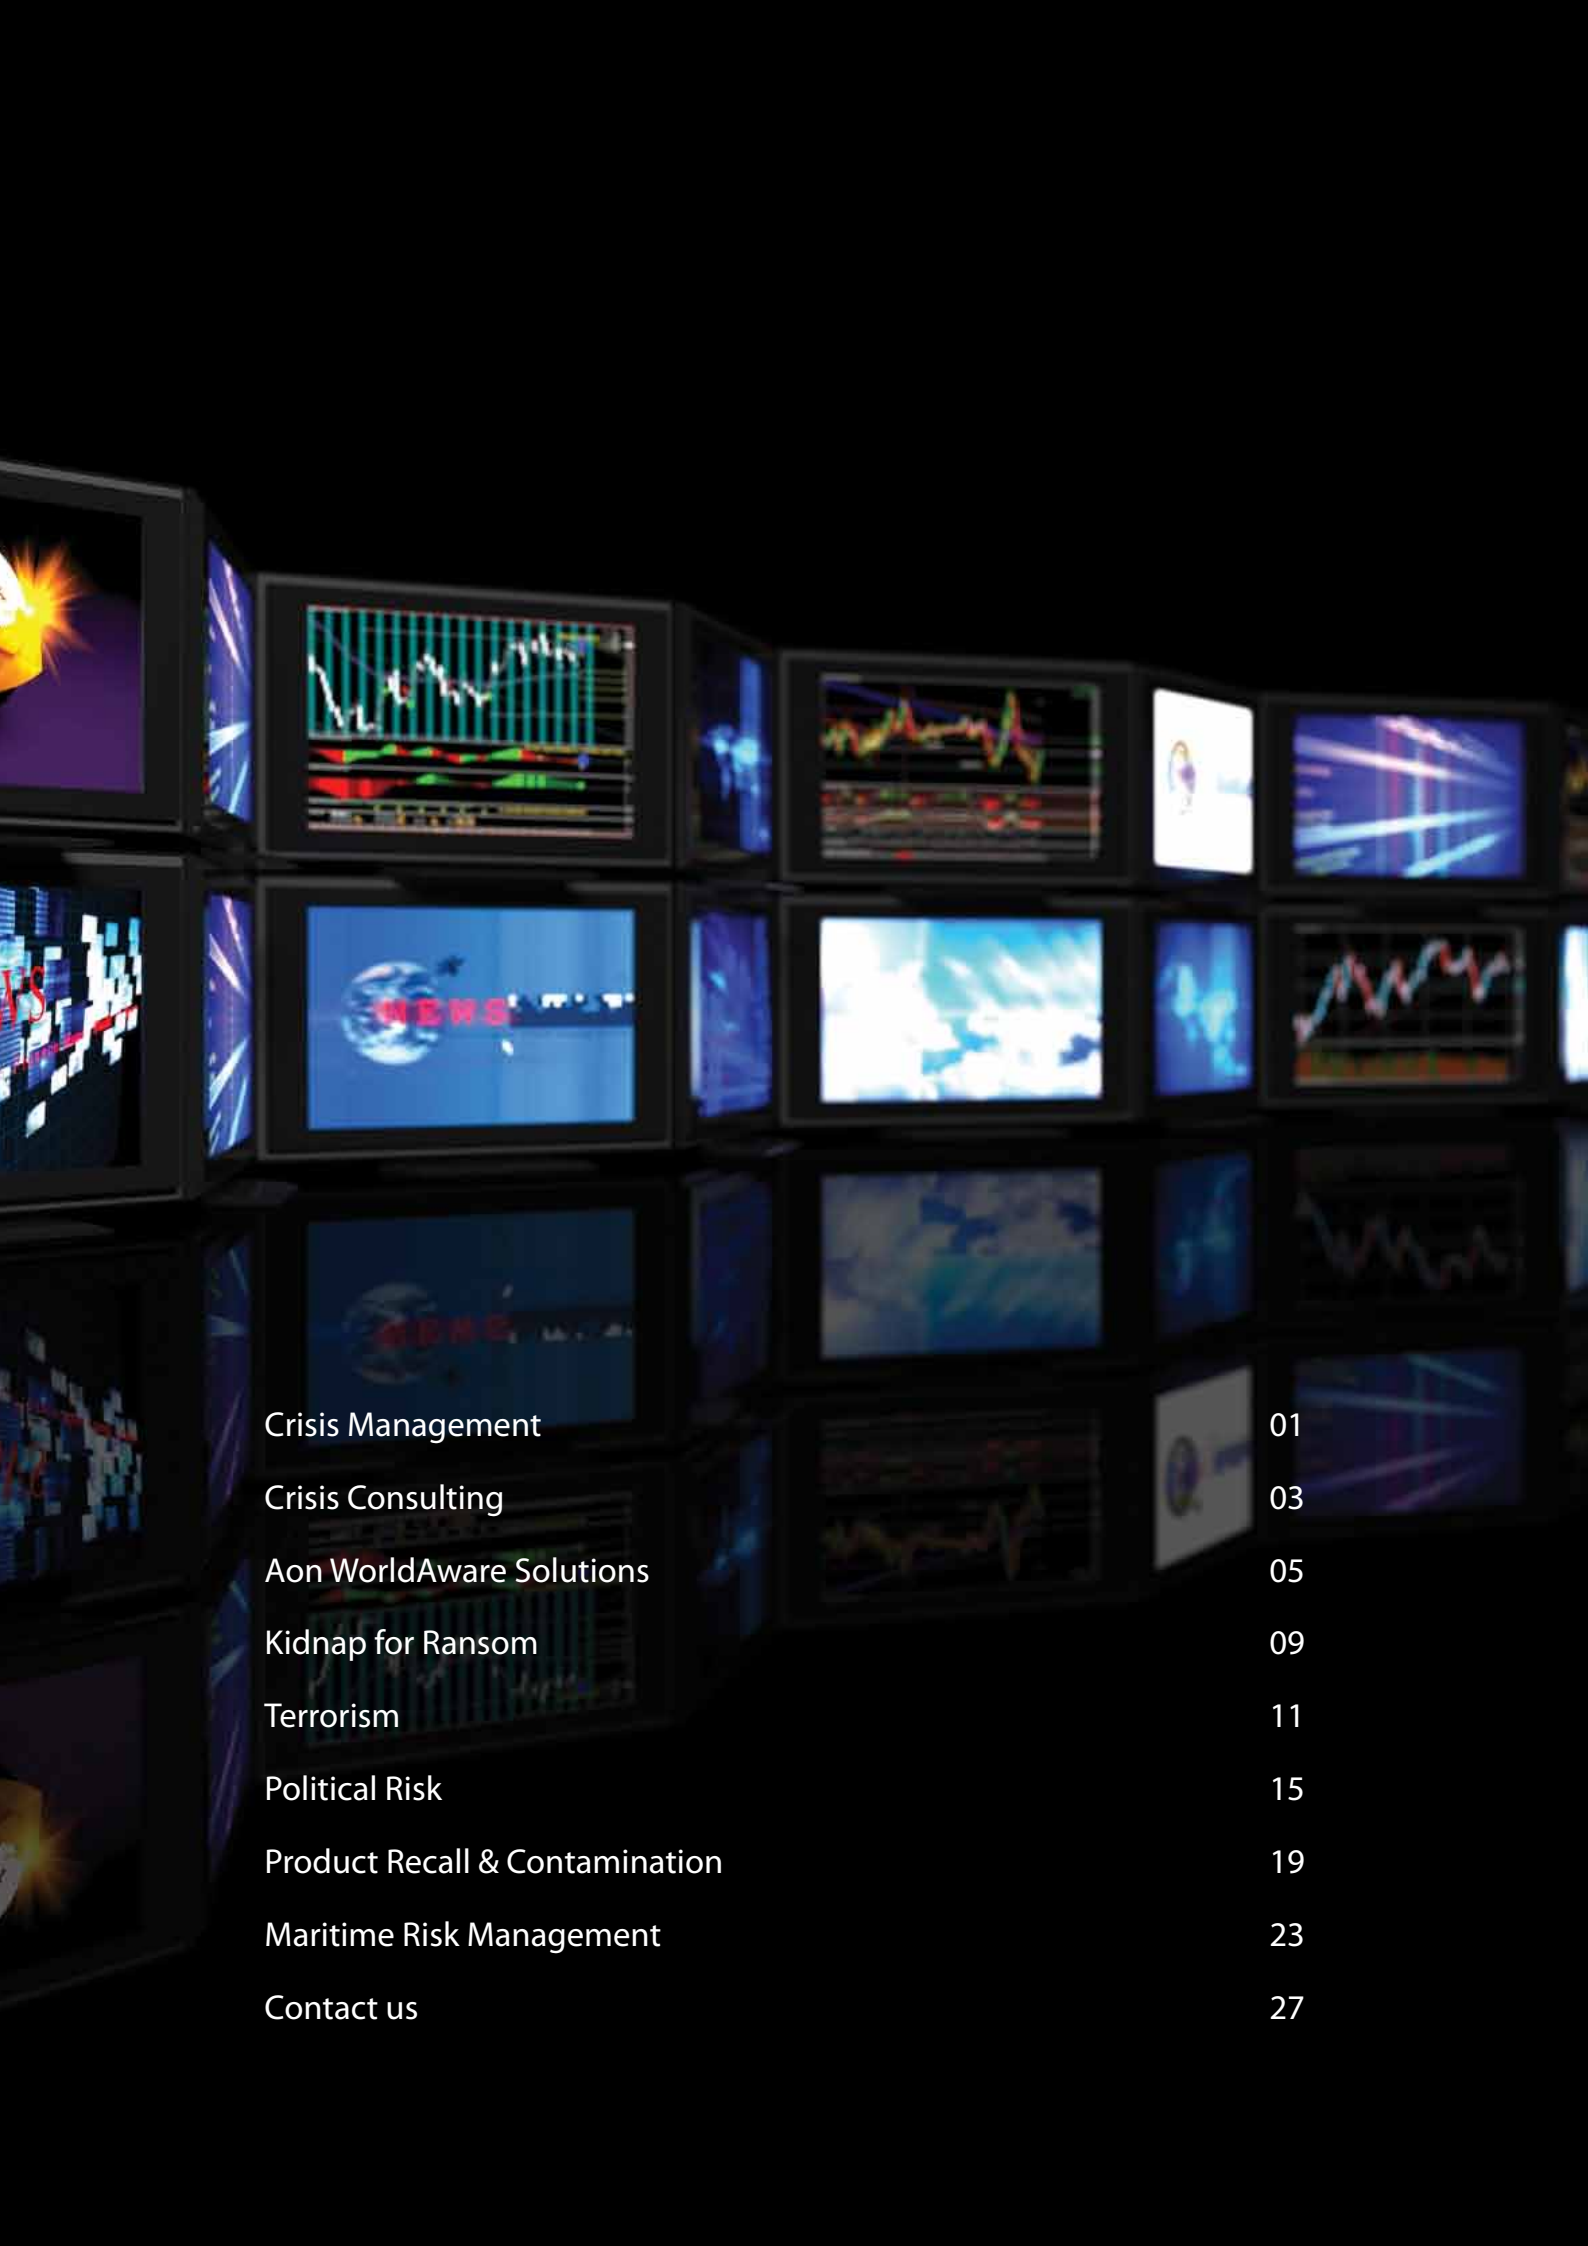 NEWS
Crisis Management 01
Crisis Consulting 03
Aon WorldAware Solutions 05
Kidnap for Ransom 09
Terrorism 11
Political Risk 15
Product Recall & Contamination 19
Maritime Risk Management 23
Contact us 27